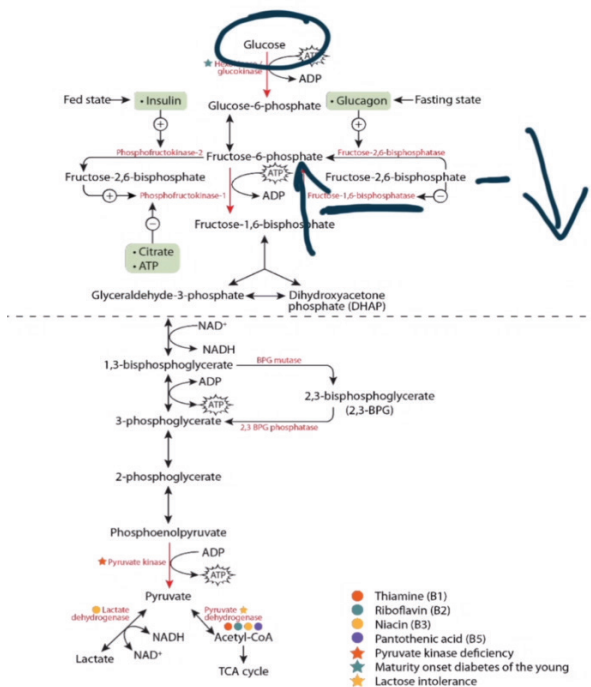 Glucose
Hexokinase/ ATP
glucokinase
ADP
Fed state • Insulin Glucose-6-phosphate • Glucagon Fasting state
+ +
Phosphofructokinase-2 Fructose-6-phosphate Fructose-2,6-bisphosphatase
Fructose-2,6-bisphosphate ATP Fructose-2,6-bisphosphate
+ Phosphofructokinase-1 ADP Fructose-1,6-bisphosphatase −
Fructose-1,6-bisphosphate
−
• Citrate
• ATP
Glyceraldehyde-3-phosphate Dihydroxyacetone
phosphate (DHAP)
NAD⁺
NADH
1,3-bisphosphoglycerate BPG mutase
ADP
ATP
2,3-bisphosphoglycerate
(2,3-BPG)
3-phosphoglycerate 2,3 BPG phosphatase
2-phosphoglycerate
Phosphoenolpyruvate
ADP
Pyruvate kinase
ATP
Pyruvate
Lactate
dehydrogenase
Pyruvate
dehydrogenase
NADH
NAD⁺
Acetyl-CoA
Lactate
TCA cycle
Thiamine (B1)
Riboflavin (B2)
Niacin (B3)
Pantothenic acid (B5)
Pyruvate kinase deficiency
Maturity onset diabetes of the young
Lactose intolerance